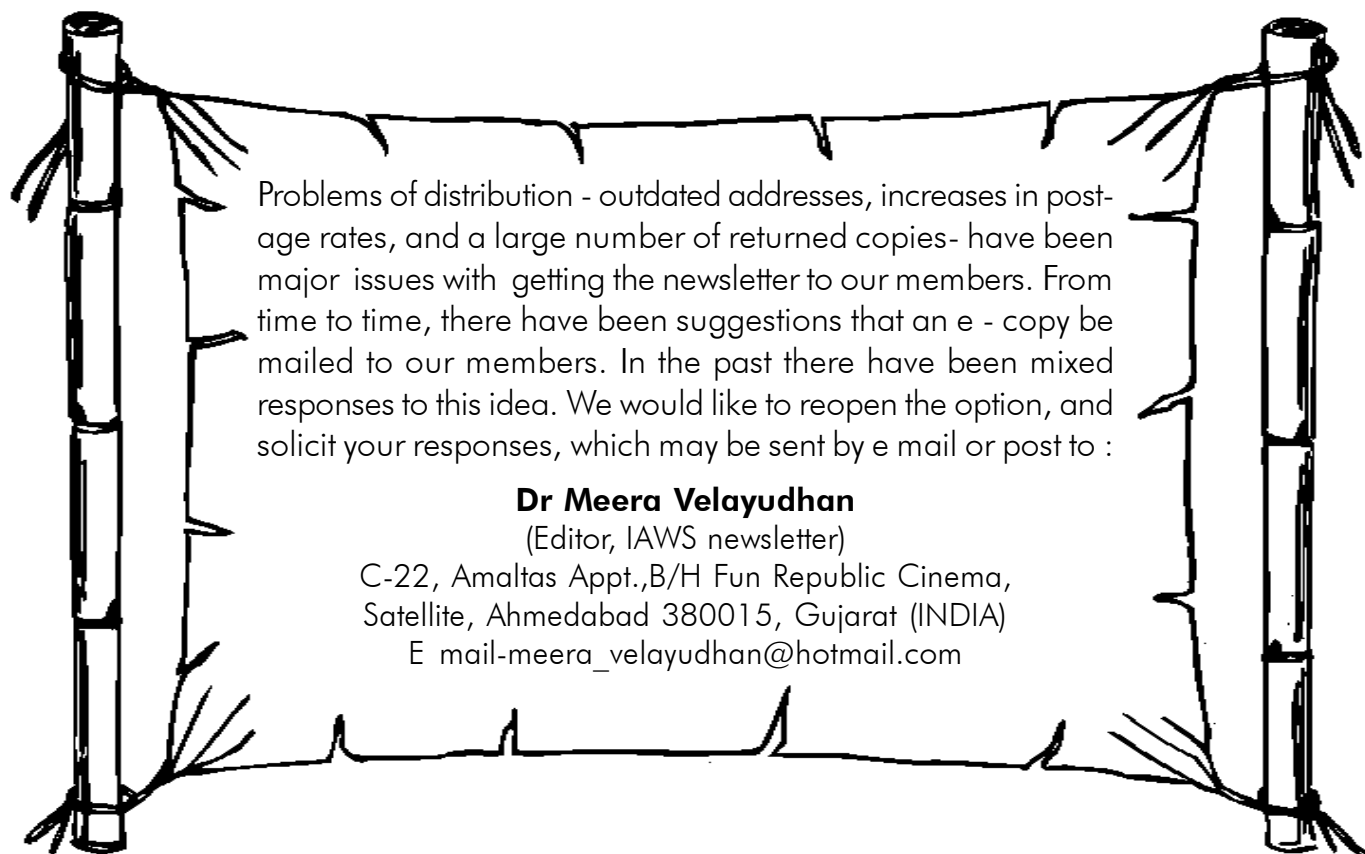 Problems of distribution - outdated addresses, increases in post-
age rates, and a large number of returned copies- have been
major issues with getting the newsletter to our members. From
time to time, there have been suggestions that an e - copy be
mailed to our members. In the past there have been mixed
responses to this idea. We would like to reopen the option, and
solicit your responses, which may be sent by e mail or post to :
Dr Meera Velayudhan
(Editor, IAWS newsletter)
C-22, Amaltas Appt.,B/H Fun Republic Cinema,
Satellite, Ahmedabad 380015, Gujarat (INDIA)
E mail-meera_velayudhan@hotmail.com